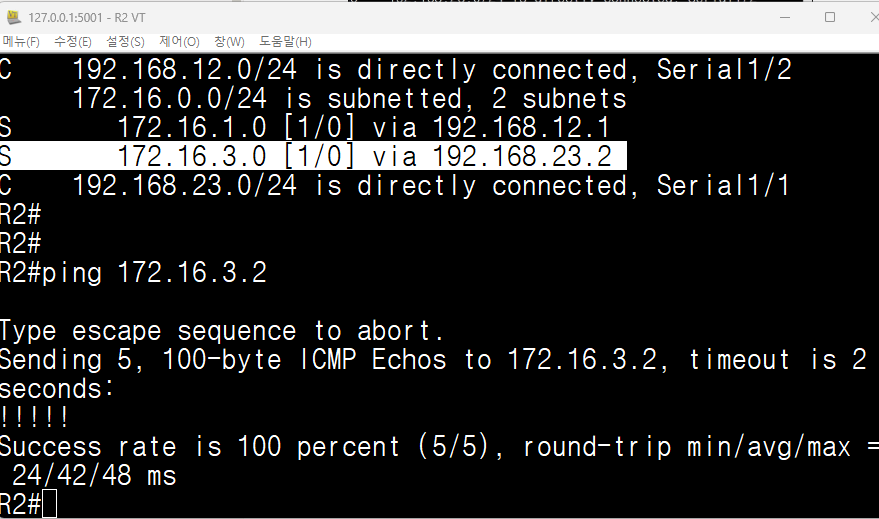 127.0.0.1:5001 - R2 VT
메뉴(F) 수정(E) 설정(S) 제어(O) 창(W) 도움말(H)
C    192.168.12.0/24 is directly connected, Serial1/2
     172.16.0.0/24 is subnetted, 2 subnets
S       172.16.1.0 [1/0] via 192.168.12.1
S       172.16.3.0 [1/0] via 192.168.23.2
C    192.168.23.0/24 is directly connected, Serial1/1
R2#
R2#
R2#ping 172.16.3.2
Type escape sequence to abort.
Sending 5, 100-byte ICMP Echos to 172.16.3.2, timeout is 2
seconds:
!!!!!
Success rate is 100 percent (5/5), round-trip min/avg/max =
 24/42/48 ms
R2#